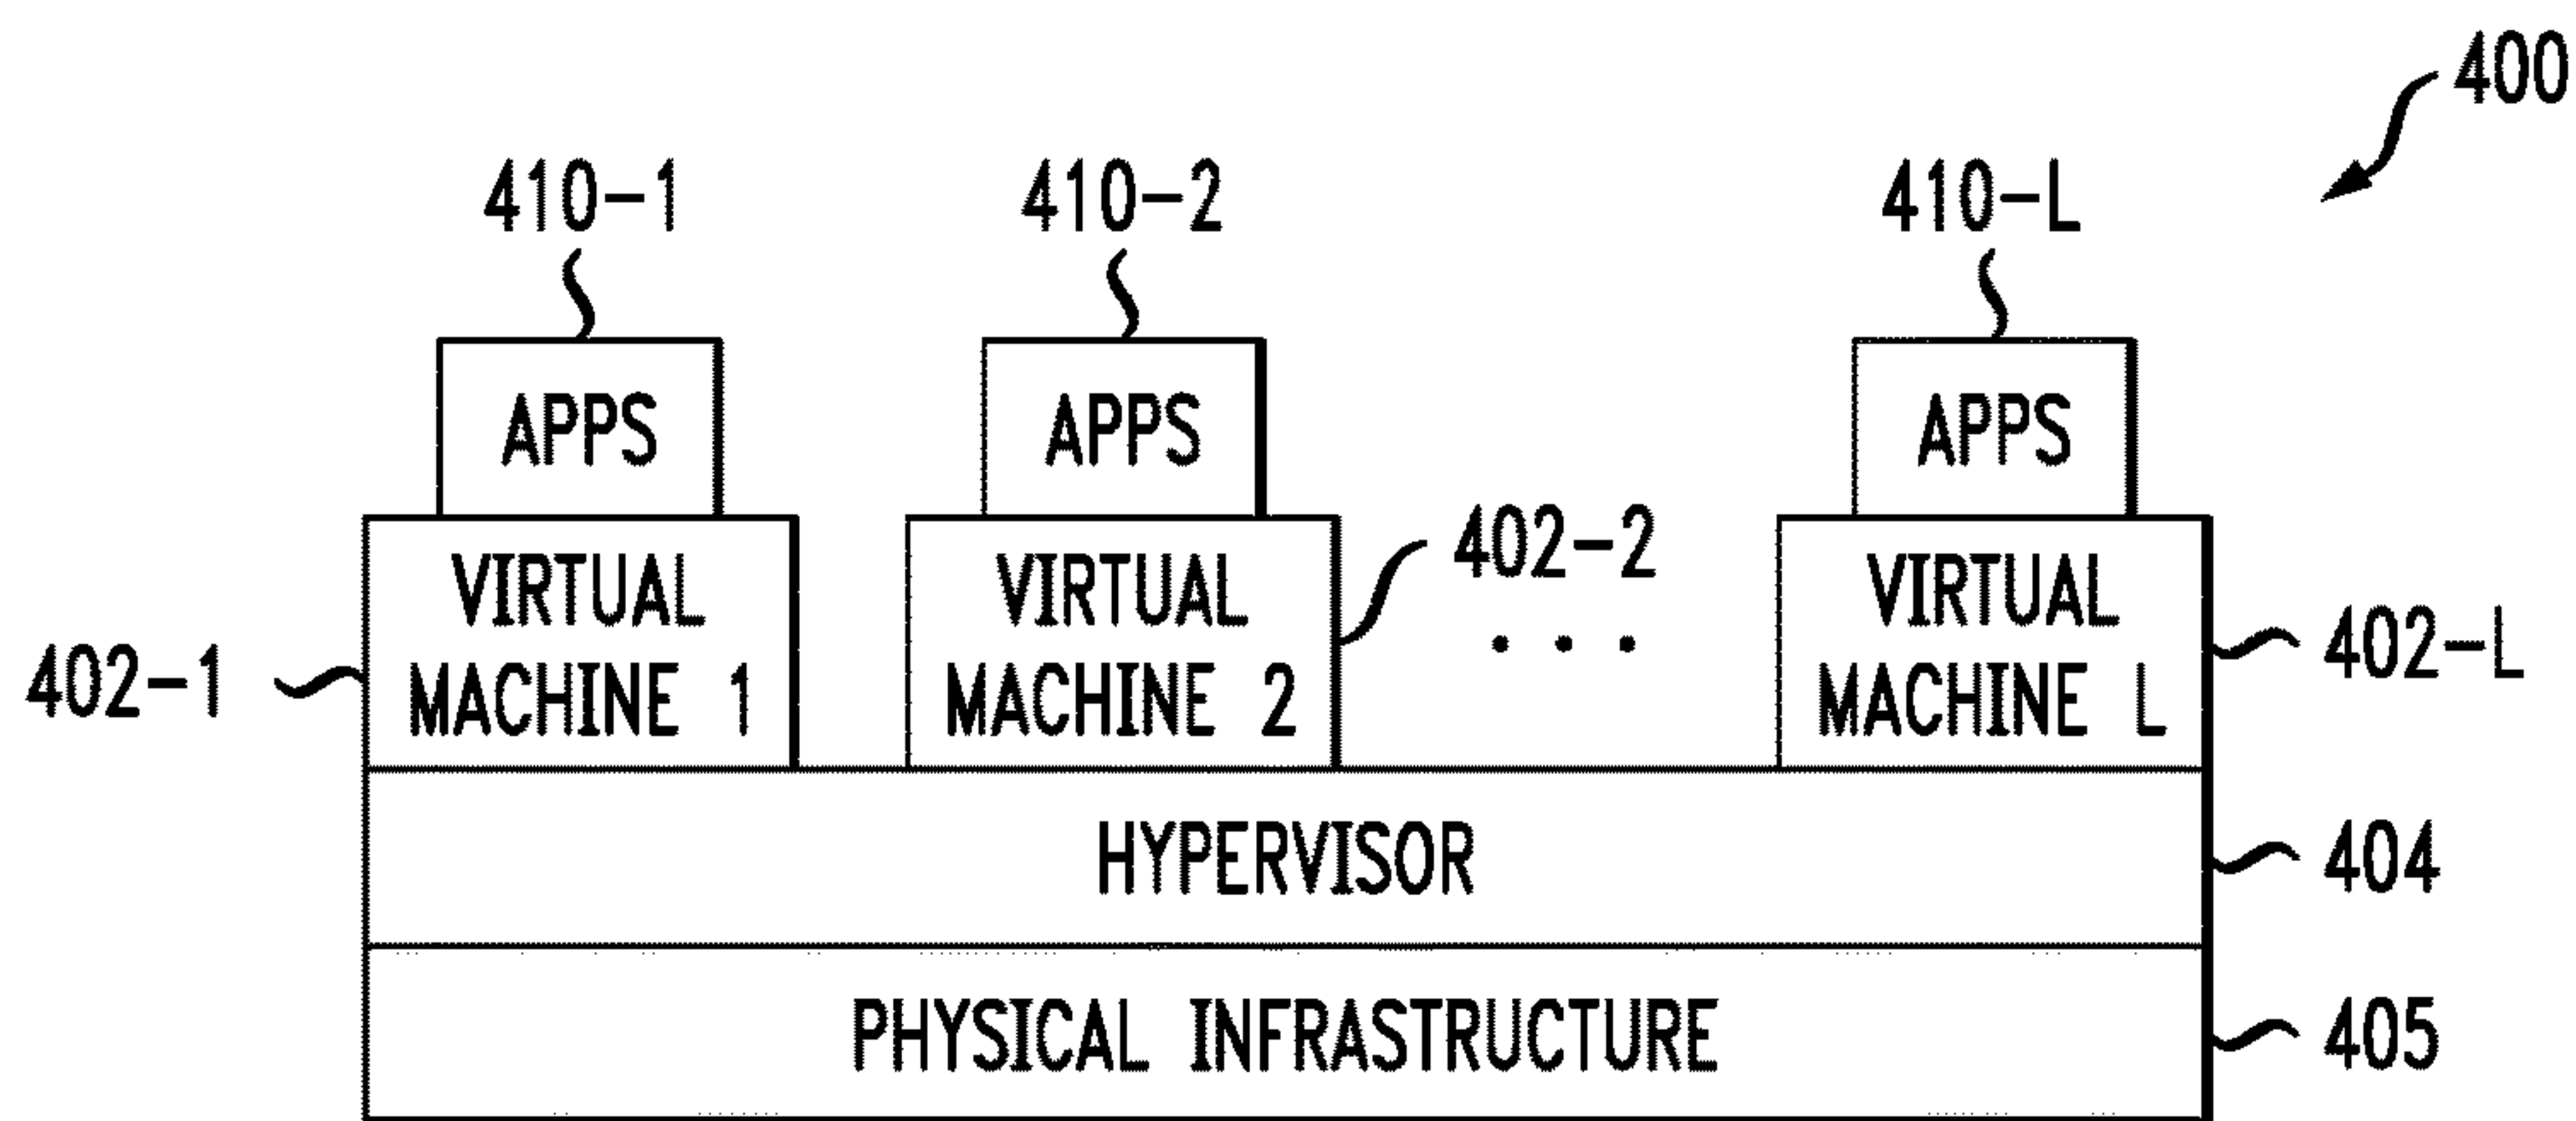 400
410-1
410-2
410-L
APPS
APPS
APPS
402-2
VIRTUAL
MACHINE 1
VIRTUAL
MACHINE 2
. . .
VIRTUAL
MACHINE L
402-1
402-L
HYPERVISOR
404
PHYSICAL INFRASTRUCTURE
405